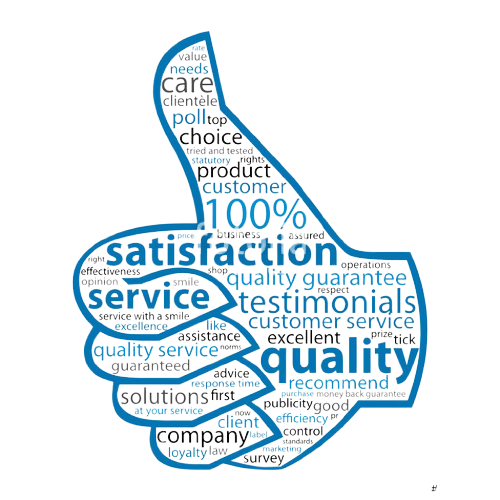 rate
value
needs
care
clientèle
poll top
choice
tried and tested
statutory rights
product
customer
100%
price business assured
satisfaction
right shop operations
effectiveness
quality guarantee
opinion smile
respect
service
testimonials
service with a smile
customer service
excellence like
prize
assistance excellent tick
quality service norms
quality
guaranteed
advice
response time recommend
solutions first
purchase money back guarantee
publicity good
at your service now
client efficiency pr
company label control
standards
loyalty law marketing
survey